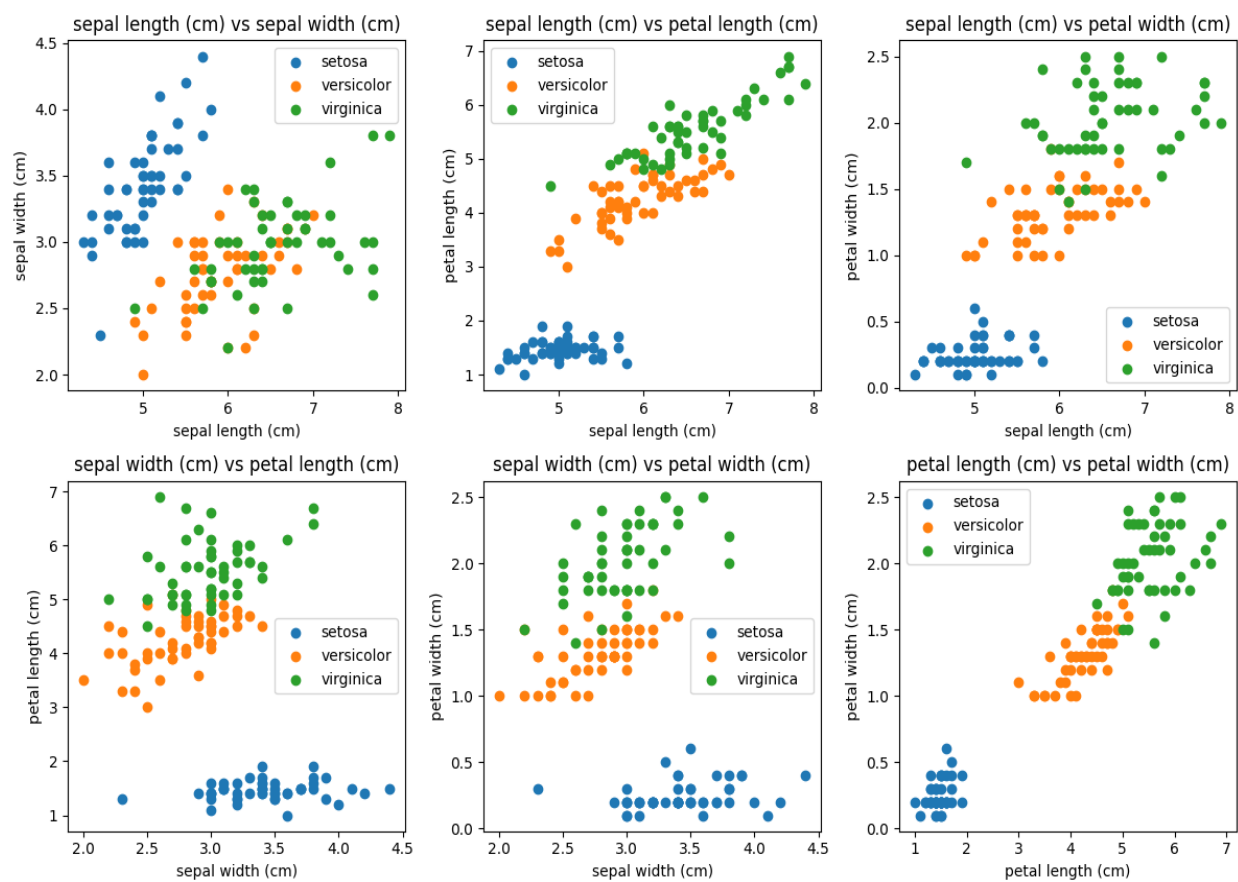 sepal length (cm) vs sepal width (cm)
4.5
4.0
3.5
3.0
2.5
2.0
sepal width (cm)
setosa
versicolor
virginica
5
6
7
8
sepal length (cm)
sepal length (cm) vs petal length (cm)
7
6
5
4
3
2
1
petal length (cm)
setosa
versicolor
virginica
5
6
7
8
sepal length (cm)
sepal length (cm) vs petal width (cm)
2.5
2.0
1.5
1.0
0.5
0.0
petal width (cm)
setosa
versicolor
virginica
5
6
7
8
sepal length (cm)
sepal width (cm) vs petal length (cm)
7
6
5
4
3
2
1
petal length (cm)
setosa
versicolor
virginica
2.0
2.5
3.0
3.5
4.0
4.5
sepal width (cm)
sepal width (cm) vs petal width (cm)
2.5
2.0
1.5
1.0
0.5
0.0
petal width (cm)
setosa
versicolor
virginica
2.0
2.5
3.0
3.5
4.0
4.5
sepal width (cm)
petal length (cm) vs petal width (cm)
2.5
2.0
1.5
1.0
0.5
0.0
petal width (cm)
setosa
versicolor
virginica
1
2
3
4
5
6
7
petal length (cm)